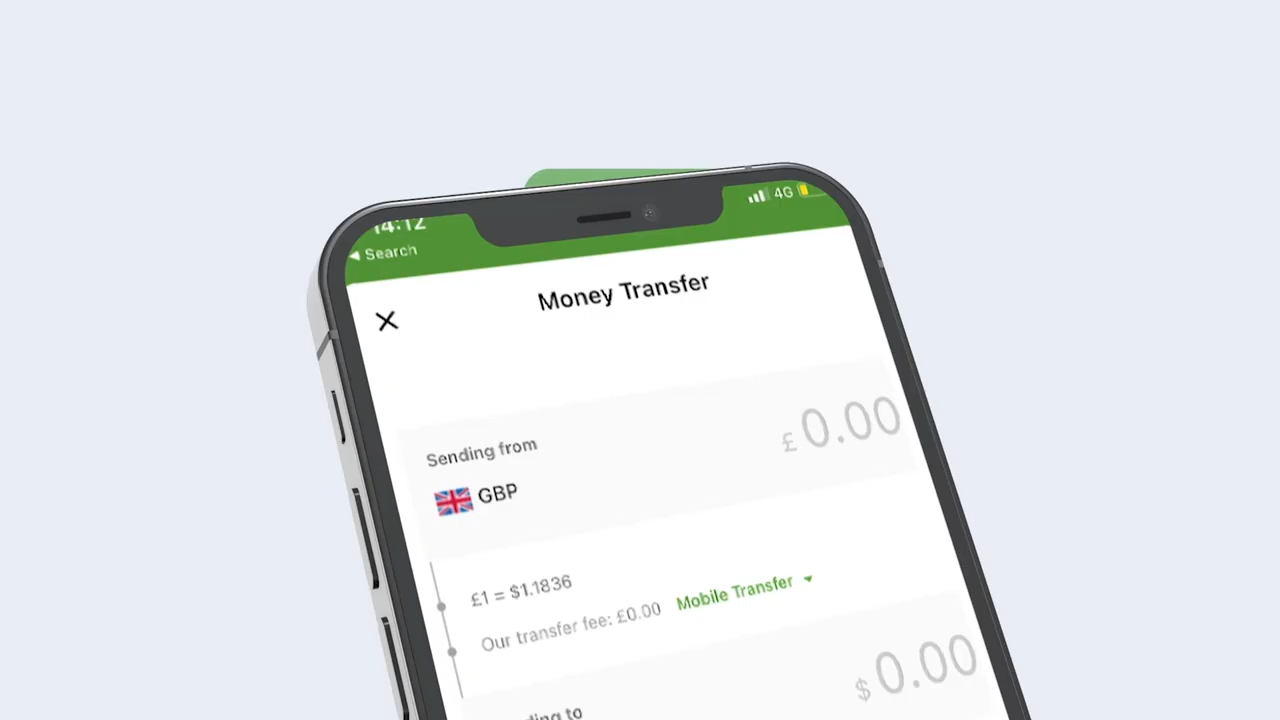 14:12
4G
◀ Search
Money Transfer
£ 0.00
Sending from
GBP
£1 = $1.1836
Our transfer fee: £0.00 Mobile Transfer
$ 0.00
to